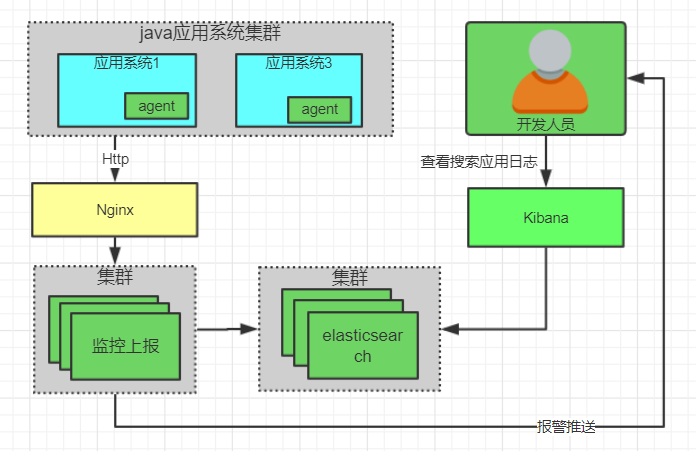 java应用系统集群
应用系统1
agent
应用系统3
agent
开发人员
Http
查看搜索应用日志
Nginx
Kibana
集群
监控上报
集群
elasticsear
ch
报警推送